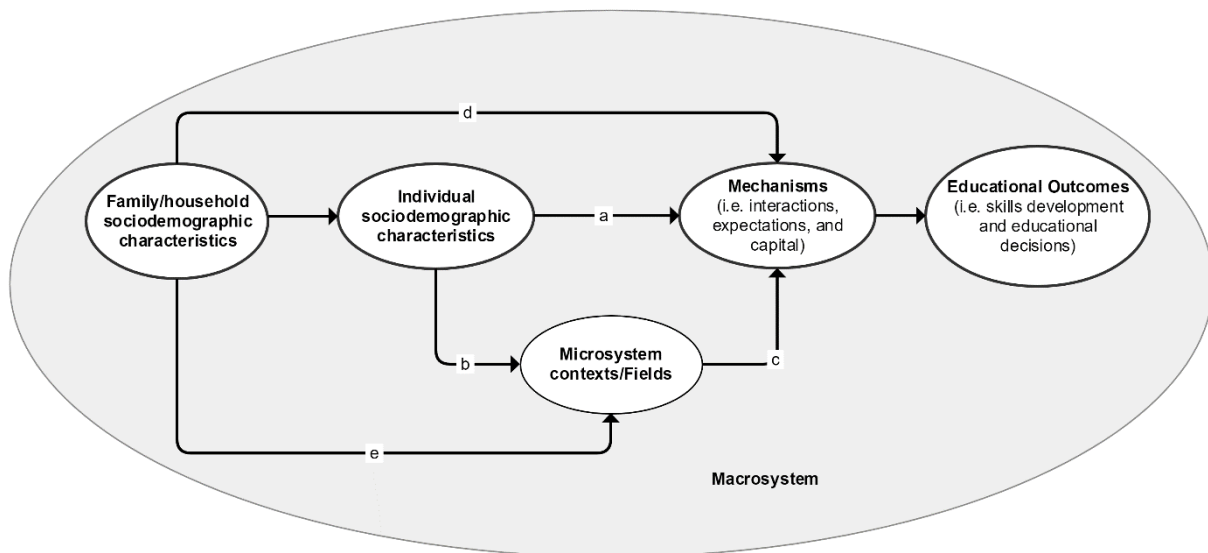 d
Family/household
sociodemographic
characteristics
Individual
sociodemographic
characteristics
a
Mechanisms
(i.e. interactions,
expectations, and
capital)
Educational Outcomes
(i.e. skills development
and educational
decisions)
b
Microsystem
contexts/Fields
c
e
Macrosystem